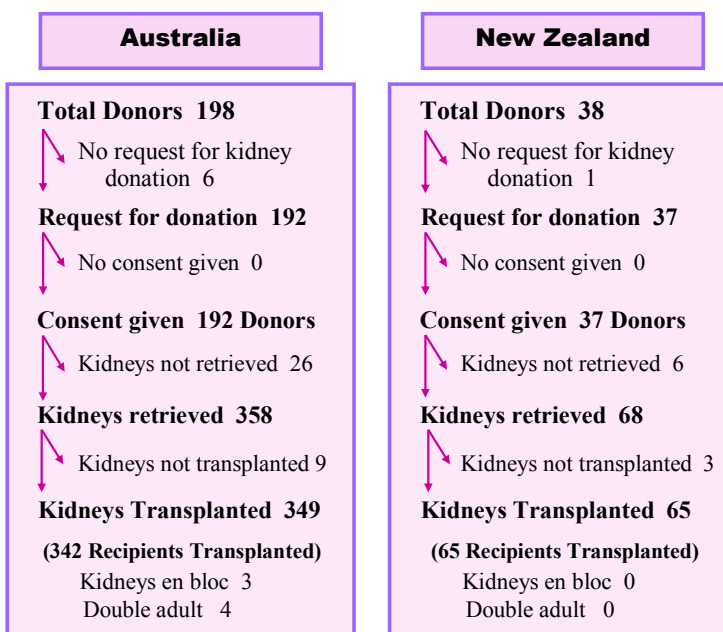 Australia
Total Donors 198
No request for kidney
donation 6
Request for donation 192
No consent given 0
Consent given 192 Donors
Kidneys not retrieved 26
Kidneys retrieved 358
Kidneys not transplanted 9
Kidneys Transplanted 349
(342 Recipients Transplanted)
Kidneys en bloc 3
Double adult 4
New Zealand
Total Donors 38
No request for kidney
donation 1
Request for donation 37
No consent given 0
Consent given 37 Donors
Kidneys not retrieved 6
Kidneys retrieved 68
Kidneys not transplanted 3
Kidneys Transplanted 65
(65 Recipients Transplanted)
Kidneys en bloc 0
Double adult 0